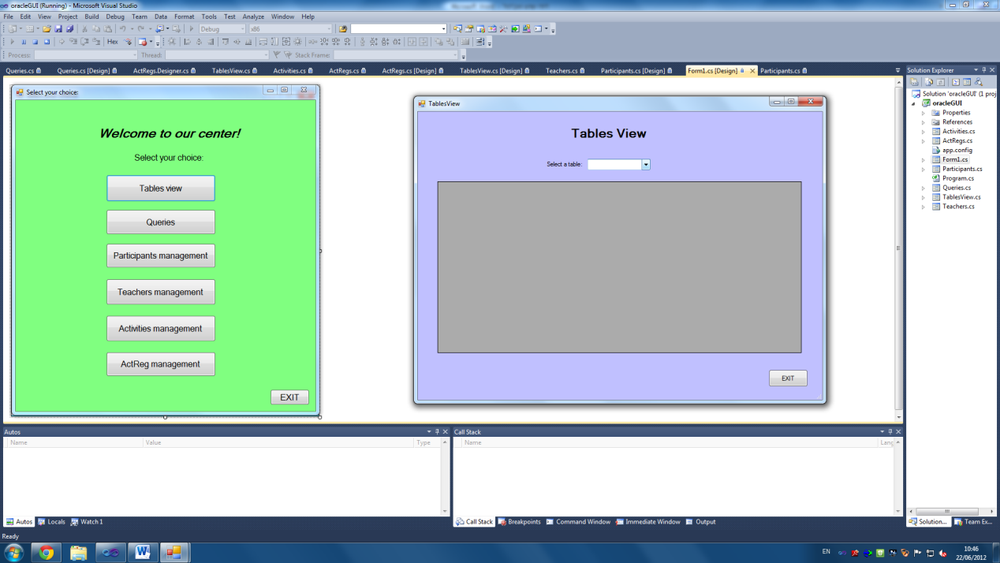 oracleGUI (Running) - Microsoft Visual Studio
File Edit View Project Build Debug Team Data Format Tools Test Analyze Window Help
Debug x86
Hex
Process: Thread: Stack Frame:
Queries.cs Queries.cs [Design] ActRegs.Designer.cs TablesView.cs Activities.cs ActRegs.cs ActRegs.cs [Design] TablesView.cs [Design] Teachers.cs Participants.cs [Design] Form1.cs [Design] Participants.cs
Select your choice:
Welcome to our center!
Select your choice:
Tables view
Queries
Participants management
Teachers management
Activities management
ActReg management
EXIT
TablesView
Tables View
Select a table:
EXIT
Solution Explorer
Solution 'oracleGUI' (1 proj
oracleGUI
Properties
References
Activities.cs
ActRegs.cs
app.config
Form1.cs
Participants.cs
Program.cs
Queries.cs
TablesView.cs
Teachers.cs
Autos
Name Value Type
Call Stack
Name Lang
Autos Locals Watch 1
Call Stack Breakpoints Command Window Immediate Window Output
Solution... Team Ex...
Ready
EN
10:46
22/06/2012